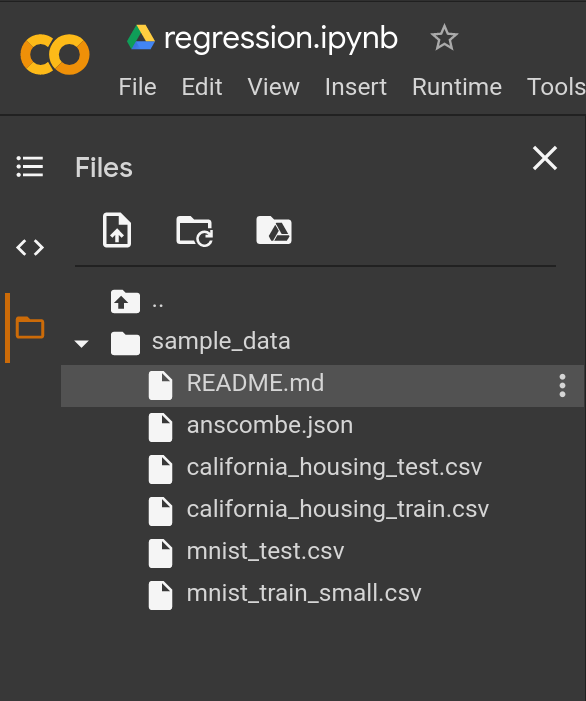 regression.ipynb
File Edit View Insert Runtime Tools
Files
..
sample_data
README.md
anscombe.json
california_housing_test.csv
california_housing_train.csv
mnist_test.csv
mnist_train_small.csv